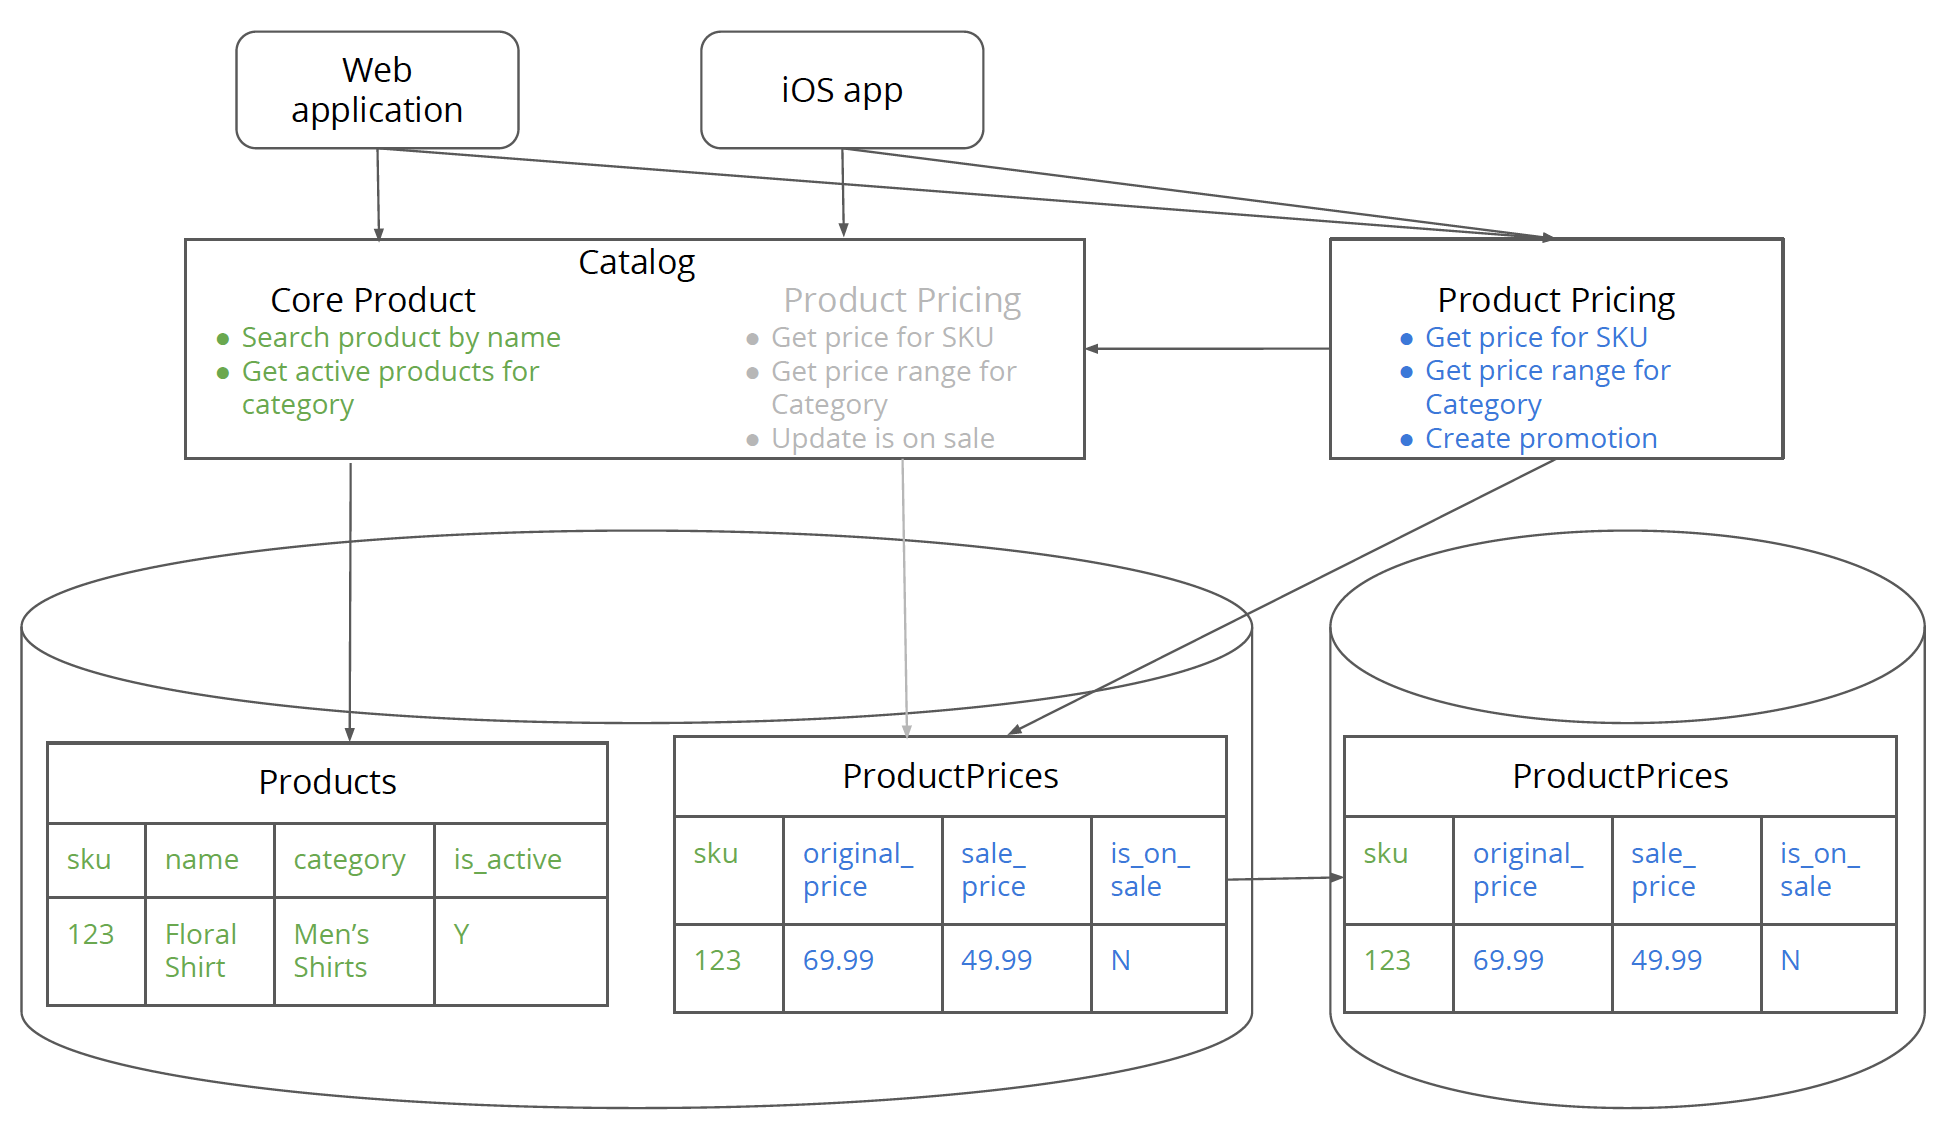 Web
application
iOS app
Catalog
Core Product
● Search product by name
● Get active products for
category
Product Pricing
● Get price for SKU
● Get price range for
Category
● Update is on sale
Product Pricing
● Get price for SKU
● Get price range for
Category
● Create promotion
Products
sku name category is_active
123 Floral Men’s Y
Shirt Shirts
ProductPrices
sku original_ sale_ is_on_
price price sale
123 69.99 49.99 N
ProductPrices
sku original_ sale_ is_on_
price price sale
123 69.99 49.99 N